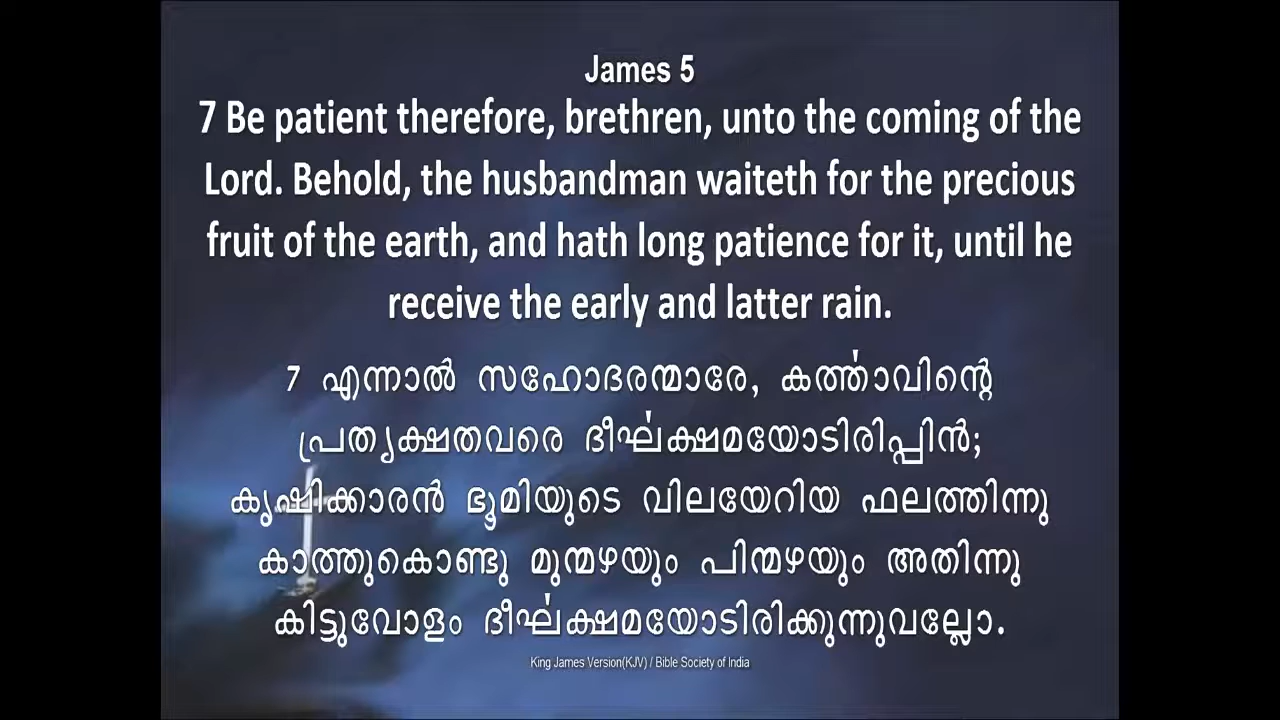 James 5
7 Be patient therefore, brethren, unto the coming of the
Lord. Behold, the husbandman waiteth for the precious
fruit of the earth, and hath long patience for it, until he
receive the early and latter rain.
7 എന്നാൽ സഹോദരന്മാരേ, കൎത്താവിന്റെ
പ്രത്യക്ഷതവരെ ദീൎഘക്ഷമയോടിരിപ്പിൻ;
കൃഷിക്കാരൻ ഭൂമിയുടെ വിലയേറിയ ഫലത്തിന്നു
കാത്തുകൊണ്ടു മുന്മഴയും പിന്മഴയും അതിന്നു
കിട്ടുവോളം ദീൎഘക്ഷമയോടിരിക്കുന്നുവല്ലോ.
King James Version(KJV) / Bible Society of India